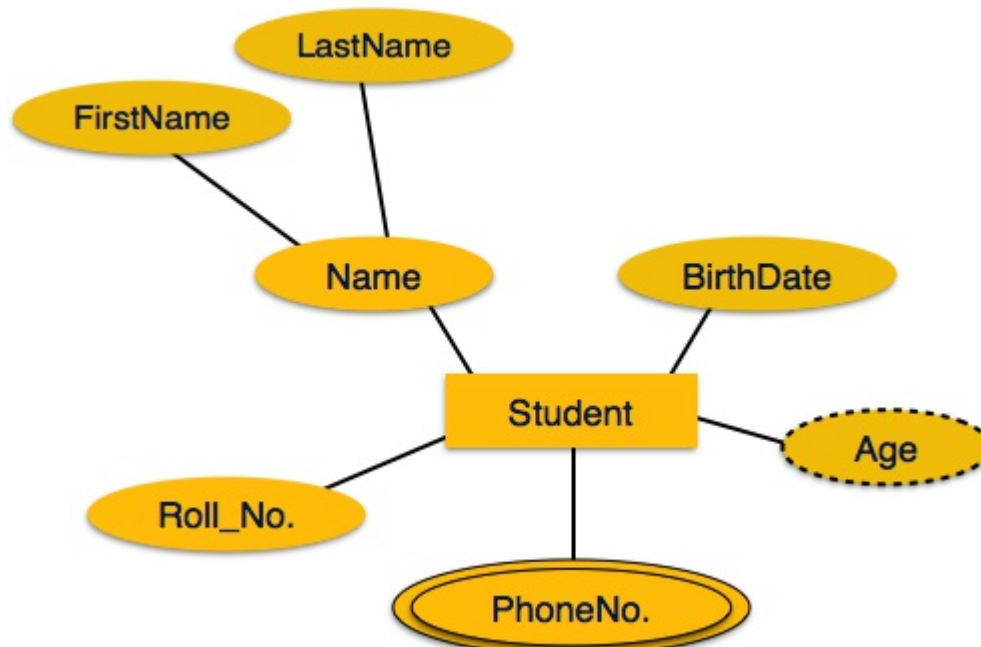 LastName
FirstName
Name
BirthDate
Student
Age
Roll_No.
PhoneNo.